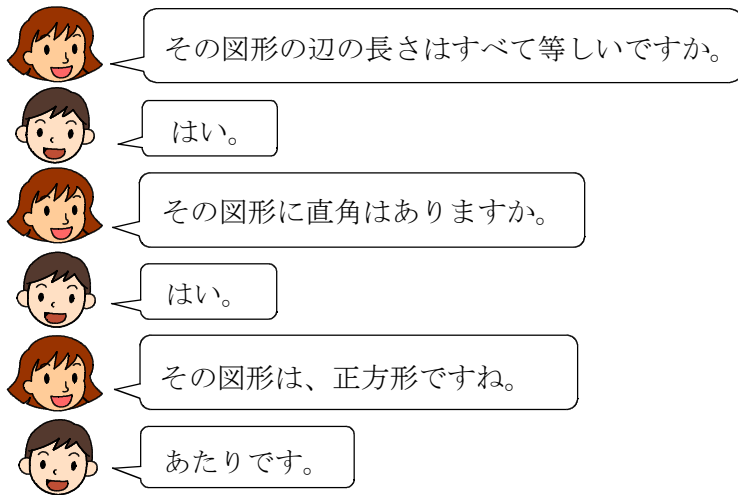 その図形の辺の長さはすべて等しいですか。
はい。
その図形に直角はありますか。
はい。
その図形は、正方形ですね。
あたりです。